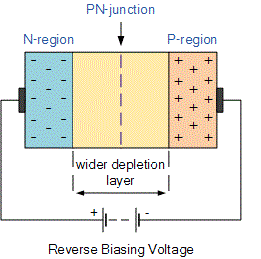 PN-junction
N-region P-region
wider depletion
layer
+ -
Reverse Biasing Voltage